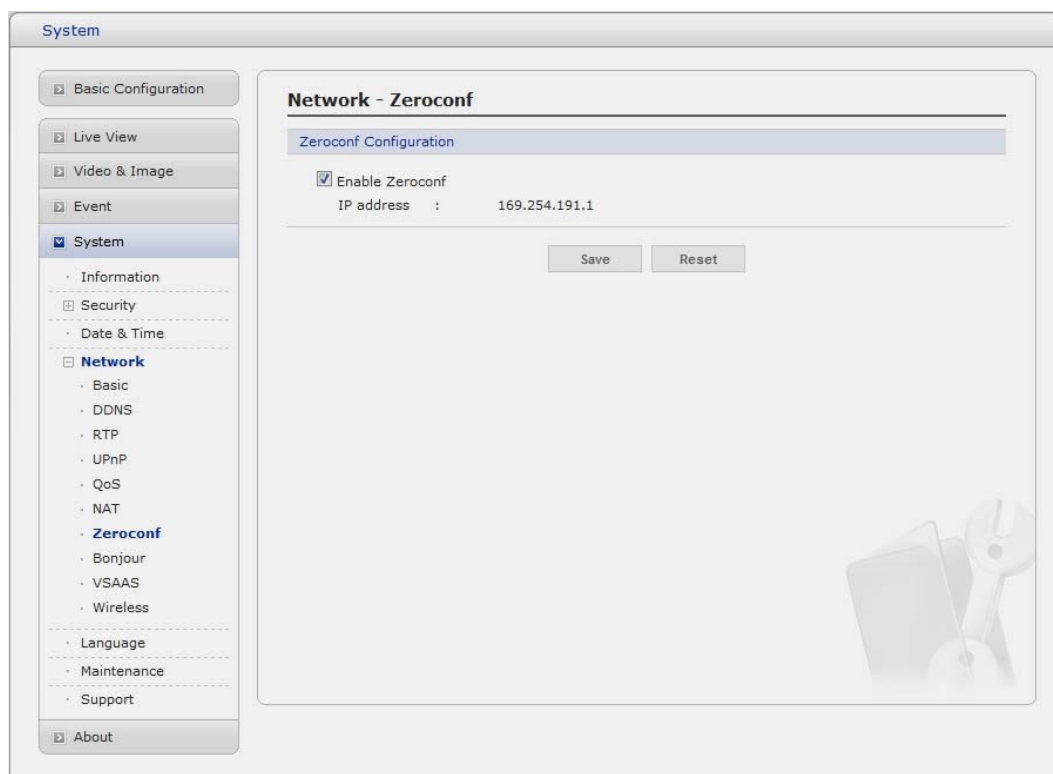 System
Basic Configuration
Live View
Video & Image
Event
System
Information
Security
Date & Time
Network
Basic
DDNS
RTP
UPnP
QoS
NAT
Zeroconf
Bonjour
VSAAS
Wireless
Language
Maintenance
Support
About
Network - Zeroconf
Zeroconf Configuration
Enable Zeroconf
IP address : 169.254.191.1
Save Reset